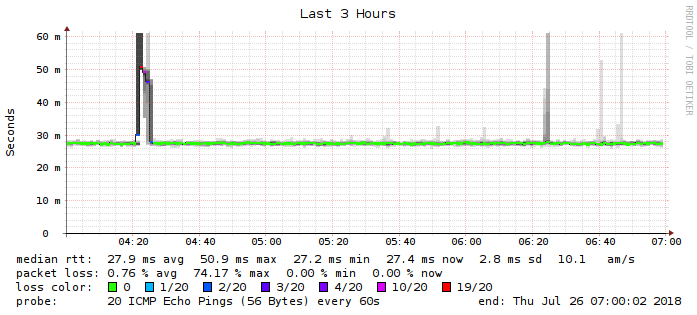 Last 3 Hours
RRDTOOL / TOBI OETIKER
Seconds
60 m
50 m
40 m
30 m
20 m
10 m
0
04:20 04:40 05:00 05:20 05:40 06:00 06:20 06:40 07:00
median rtt: 27.9 ms avg 50.9 ms max 27.2 ms min 27.4 ms now 2.8 ms sd 10.1 am/s
packet loss: 0.76 % avg 74.17 % max 0.00 % min 0.00 % now
loss color: 0 1/20 2/20 3/20 4/20 10/20 19/20
probe: 20 ICMP Echo Pings (56 Bytes) every 60s end: Thu Jul 26 07:00:02 2018